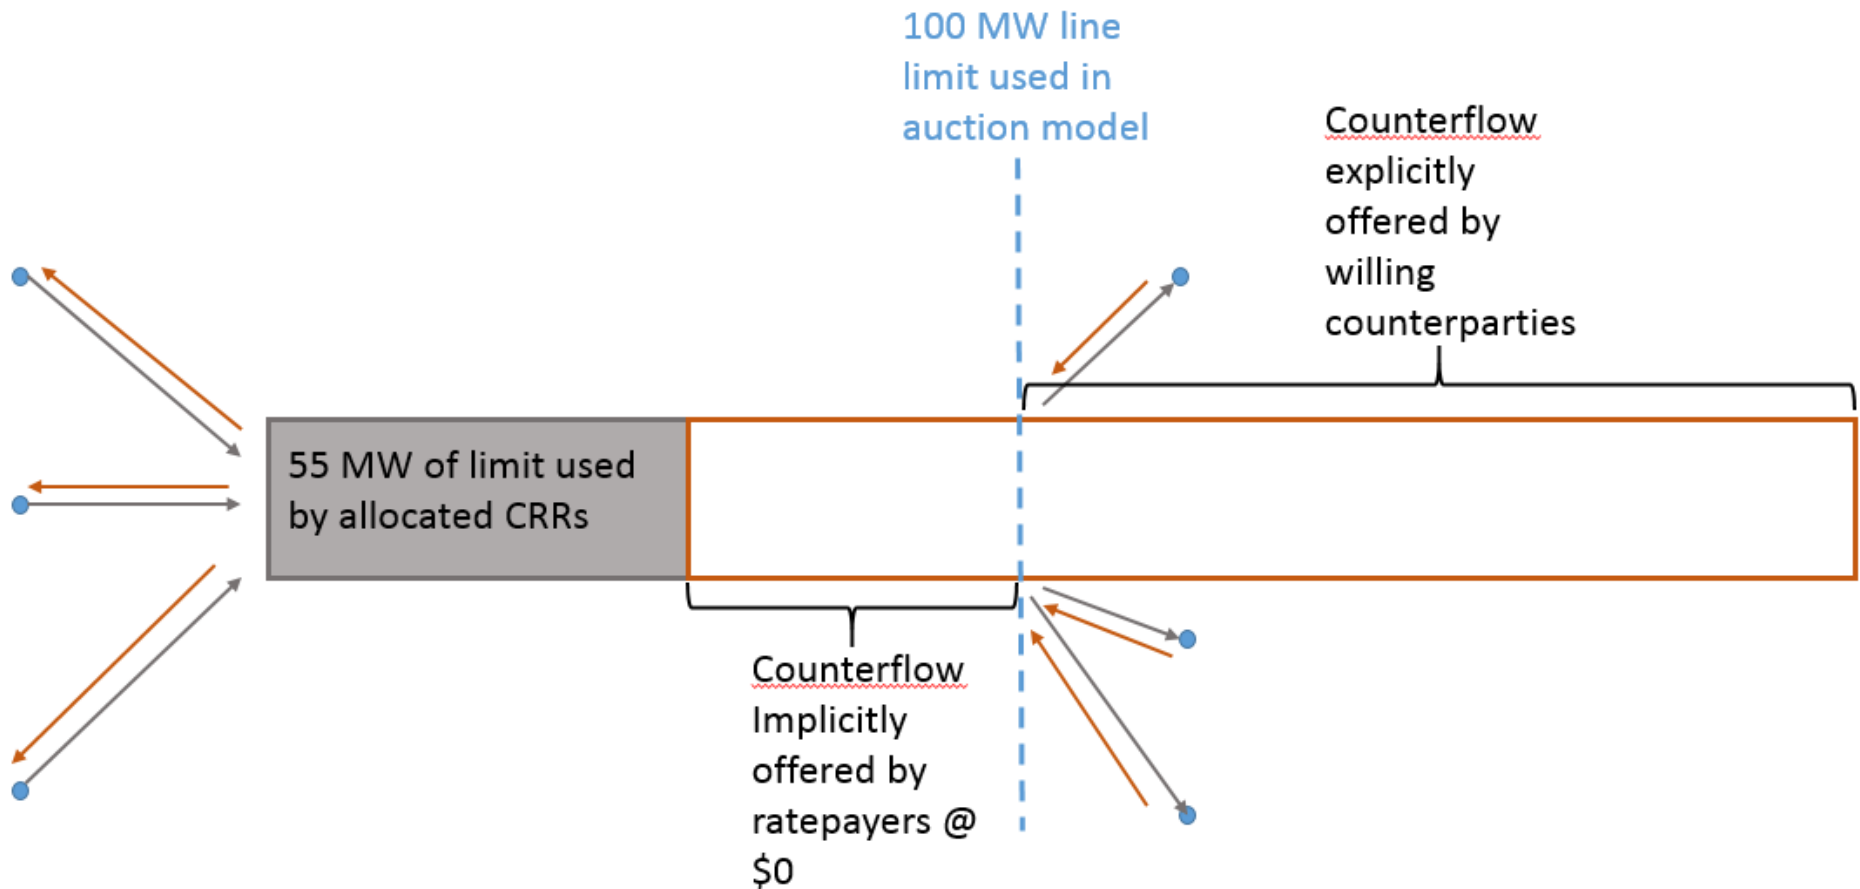 100 MW line
limit used in
auction model
Counterflow
explicitly
offered by
willing
counterparties
55 MW of limit used
by allocated CRRs
Counterflow
Implicitly
offered by
ratepayers @
$0